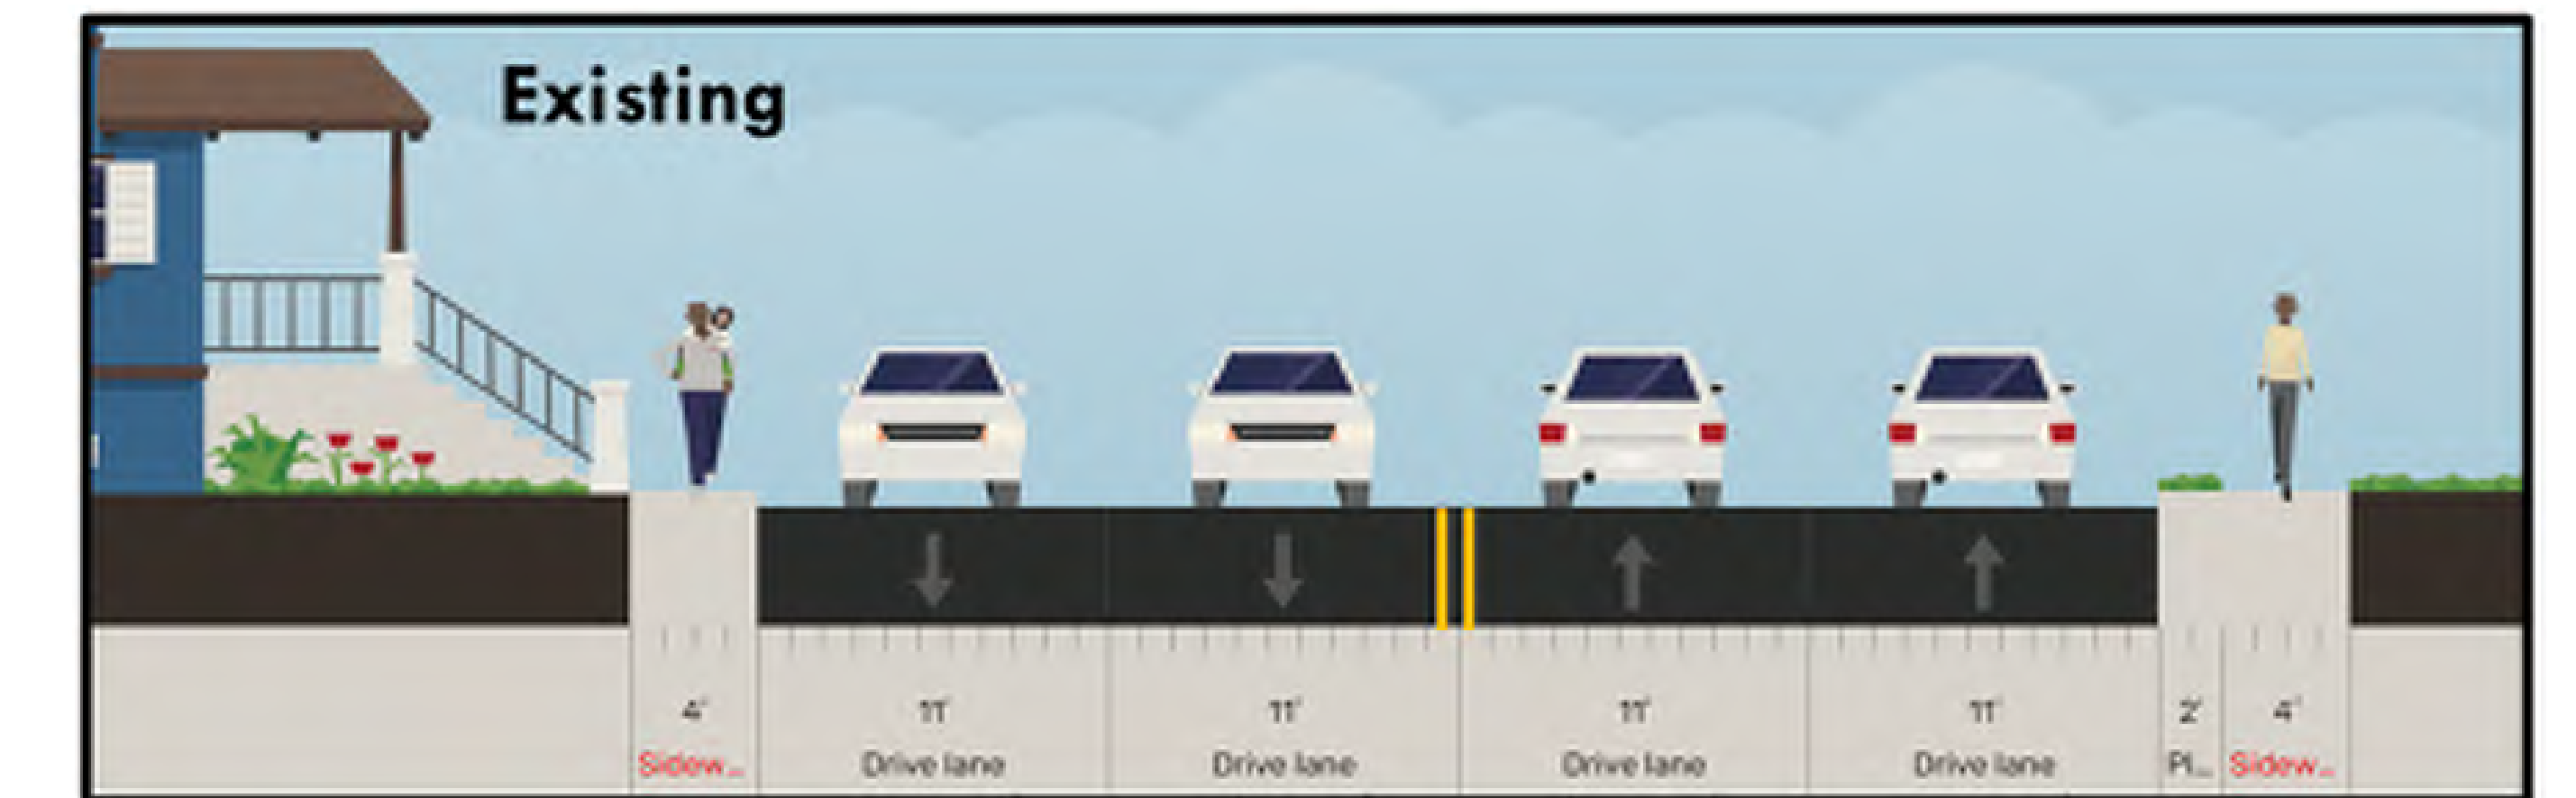 Existing
4' 11' 11' 11' 11' 2' 4'
Sidew... Drive lane Drive lane Drive lane Drive lane Pl... Sidew...